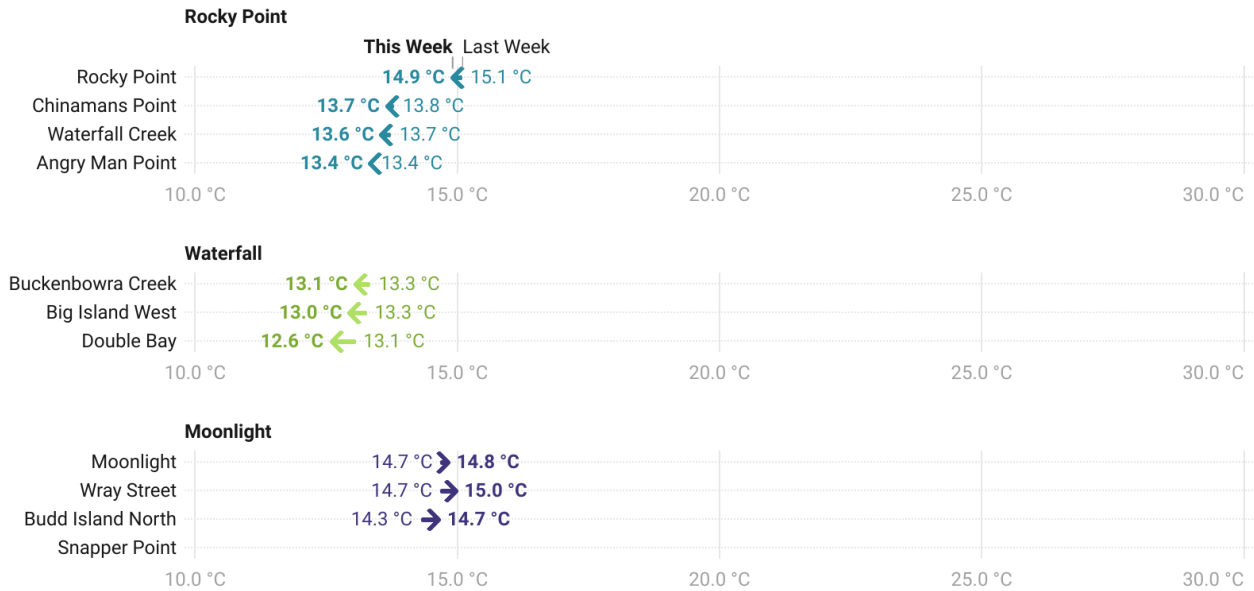 Rocky Point
This Week Last Week
Rocky Point 14.9 °C 15.1 °C
Chinamans Point 13.7 °C 13.8 °C
Waterfall Creek 13.6 °C 13.7 °C
Angry Man Point 13.4 °C 13.4 °C
10.0 °C 15.0 °C 20.0 °C 25.0 °C 30.0 °C
Waterfall
Buckenbowra Creek 13.1 °C 13.3 °C
Big Island West 13.0 °C 13.3 °C
Double Bay 12.6 °C 13.1 °C
10.0 °C 15.0 °C 20.0 °C 25.0 °C 30.0 °C
Moonlight
Moonlight 14.7 °C 14.8 °C
Wray Street 14.7 °C 15.0 °C
Budd Island North 14.3 °C 14.7 °C
Snapper Point
10.0 °C 15.0 °C 20.0 °C 25.0 °C 30.0 °C